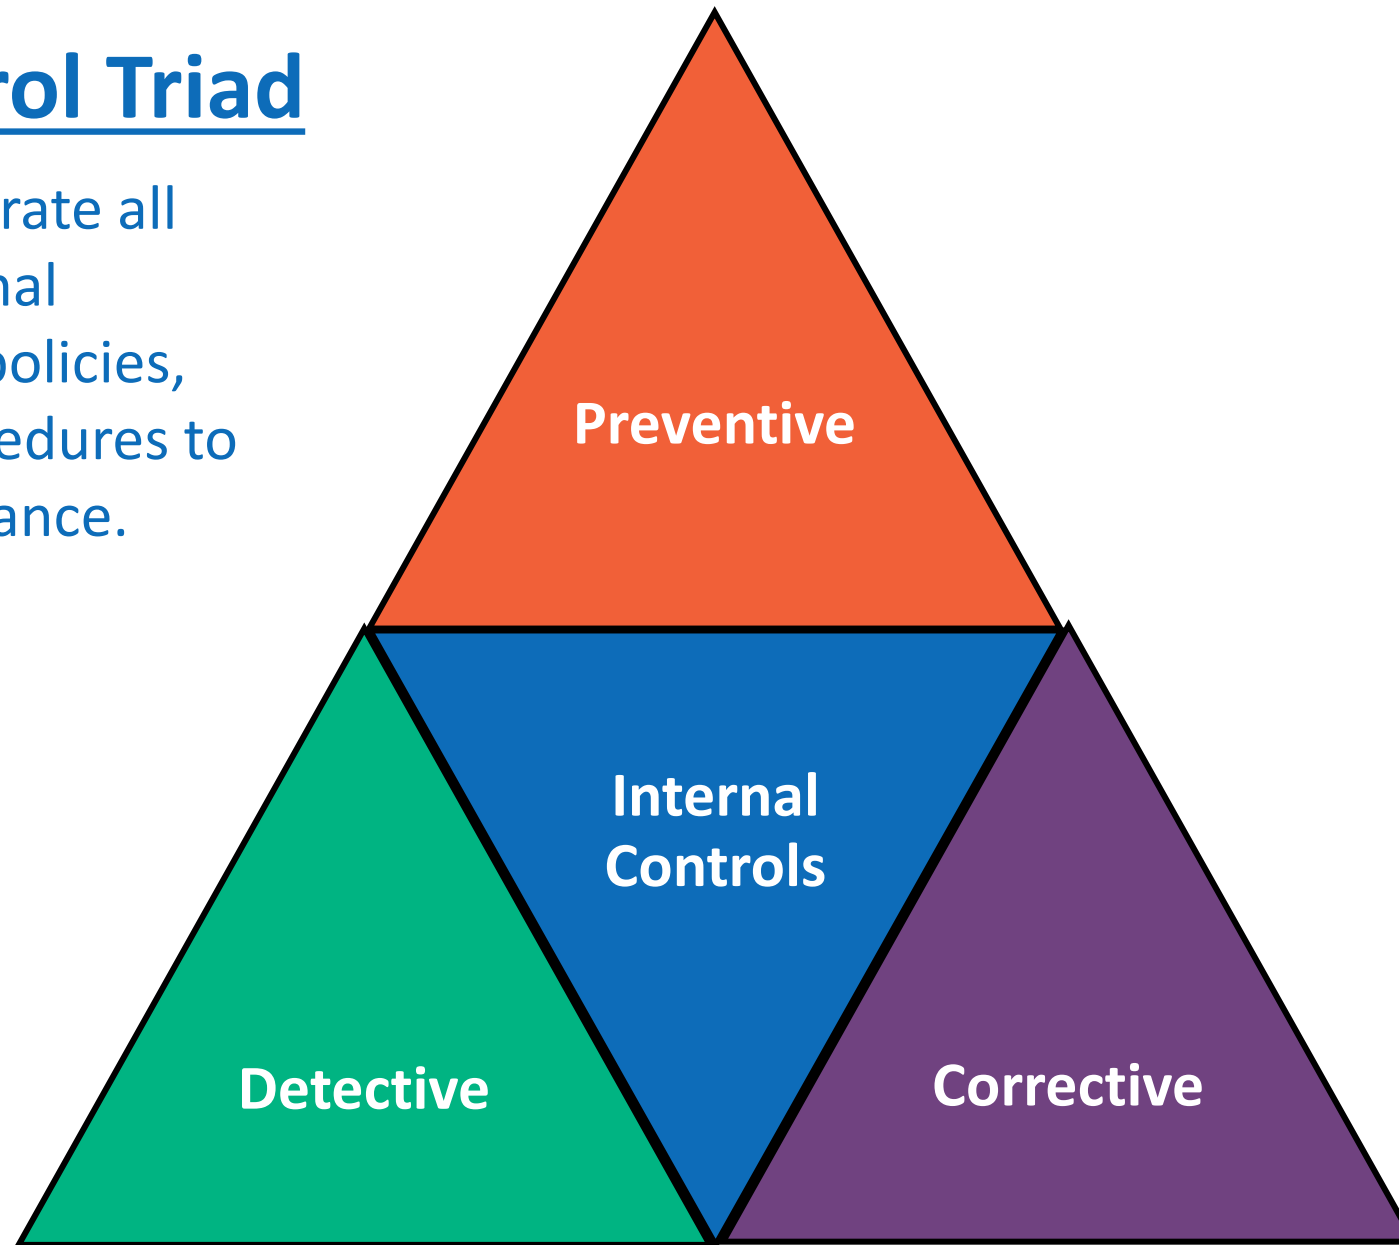 rol Triad
rate all
nal
policies,
edures to
ance.
Preventive
Internal
Controls
Detective
Corrective